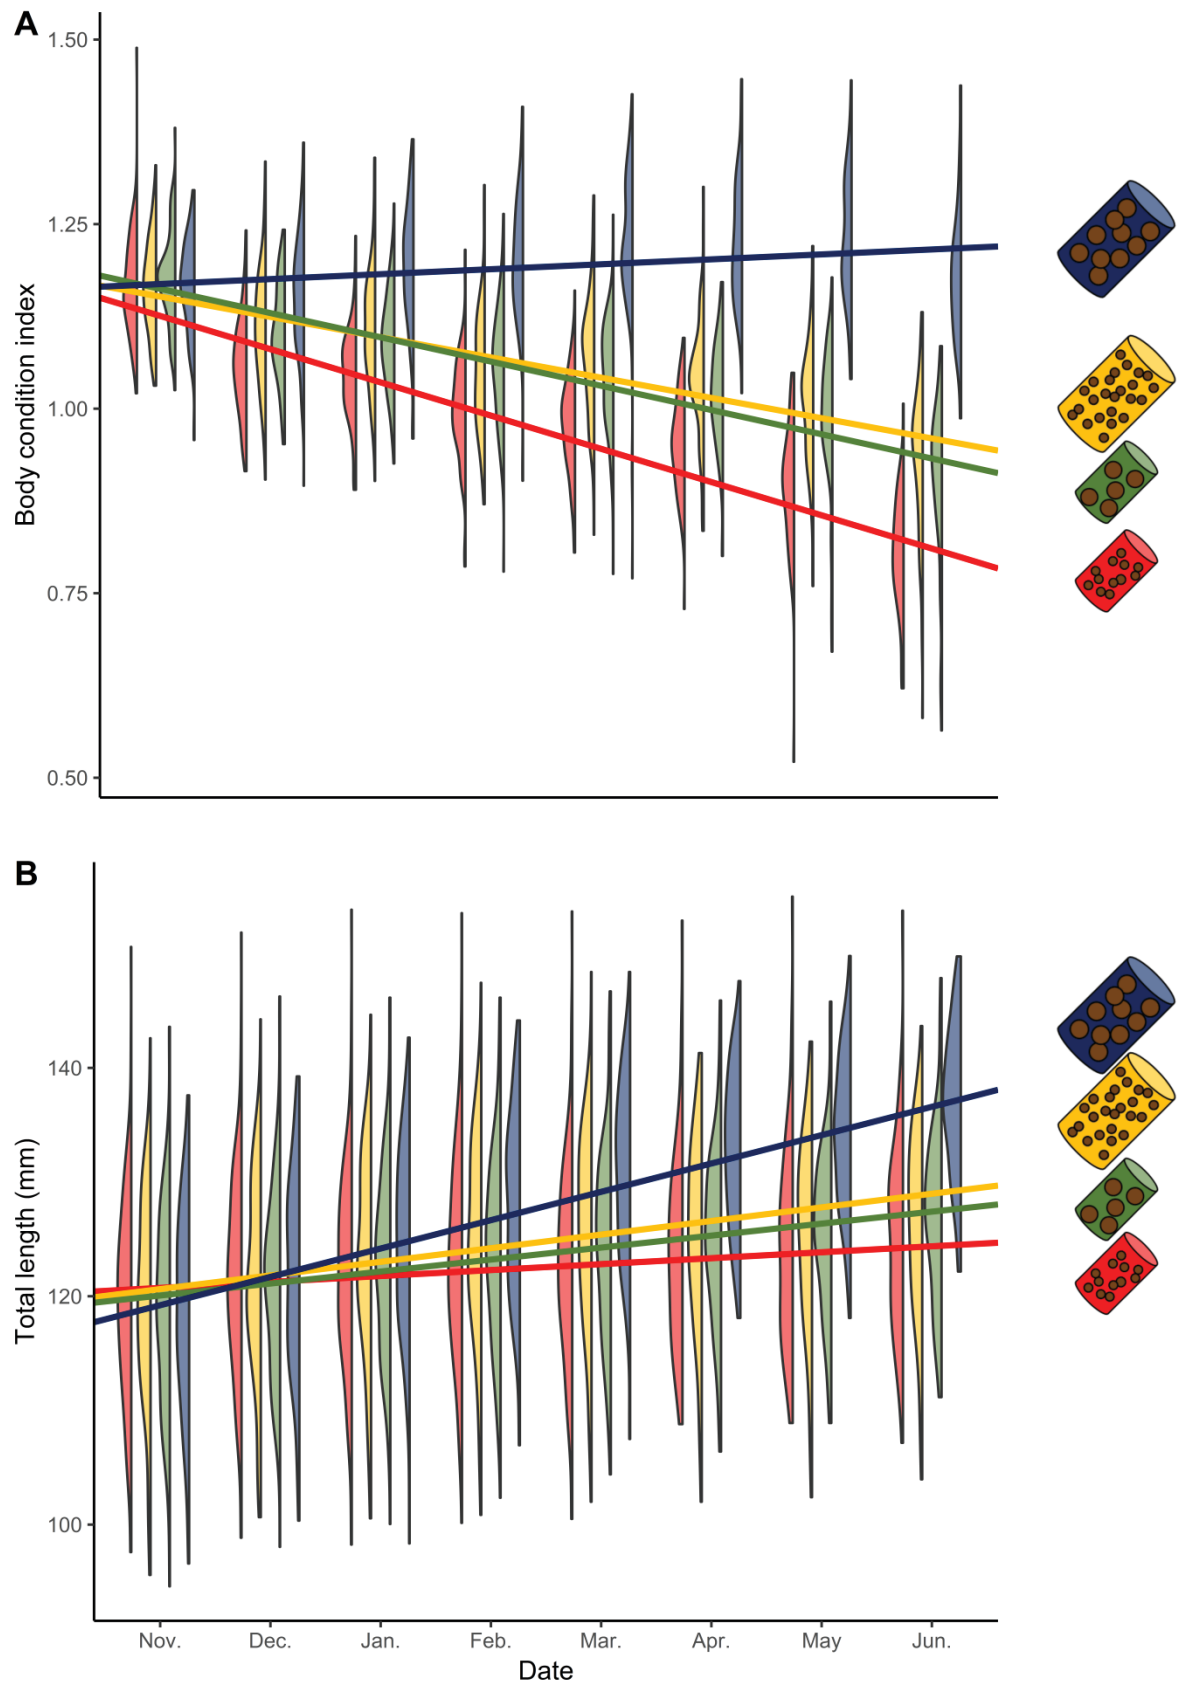 A
1.50
1.25
1.00
0.75
0.50
Body condition index
B
140
120
100
Total length (mm)
Nov. Dec. Jan. Feb. Mar. Apr. May Jun.
Date